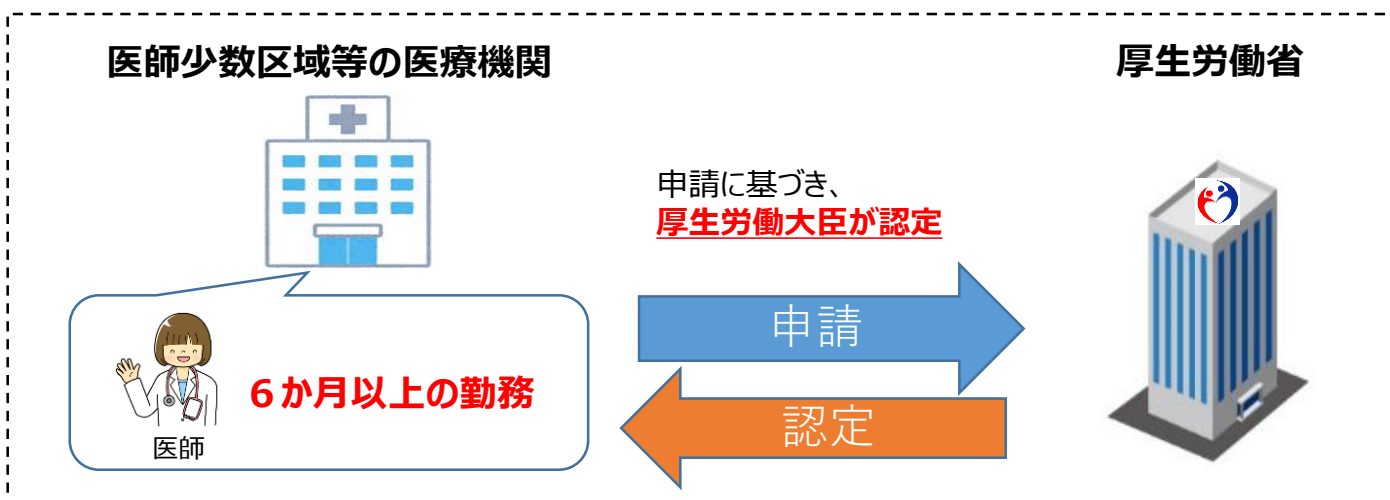 医師少数区域等の医療機関
厚生労働省
申請に基づき、
厚生労働大臣が認定
申請
６か月以上の勤務
認定
医師